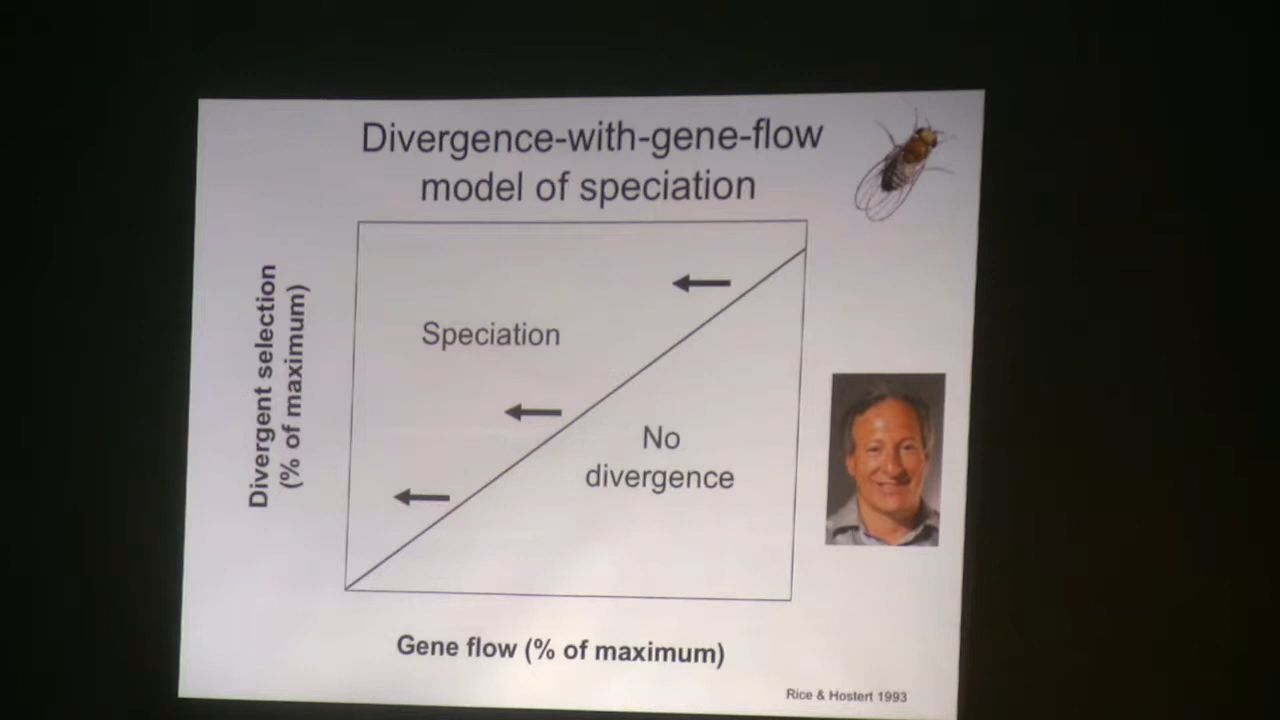 Divergence-with-gene-flow
model of speciation
Divergent selection
(% of maximum)
Speciation
No
divergence
Gene flow (% of maximum)
Rice & Hostert 1993